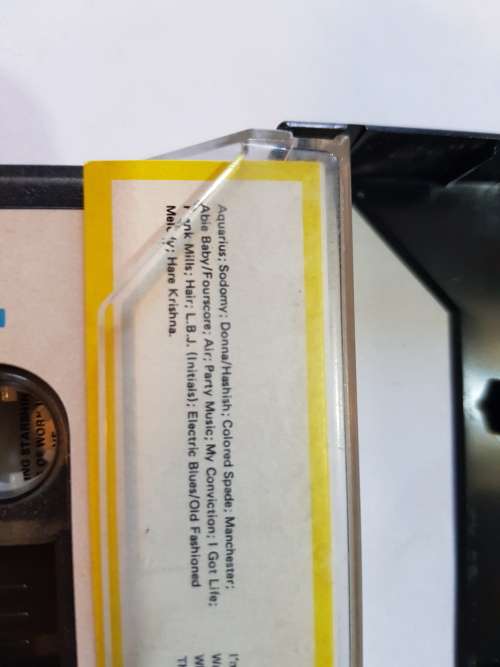 Aquarius; Sodomy; Donna/Hashish; Colored Spade; Manchester;
Abie Baby/Fourscore; Air; Party Music; My Conviction; I Got Life;
Frank Mills; Hair; L.B.J. (Initials); Electric Blues/Old Fashioned
Melody; Hare Krishna.